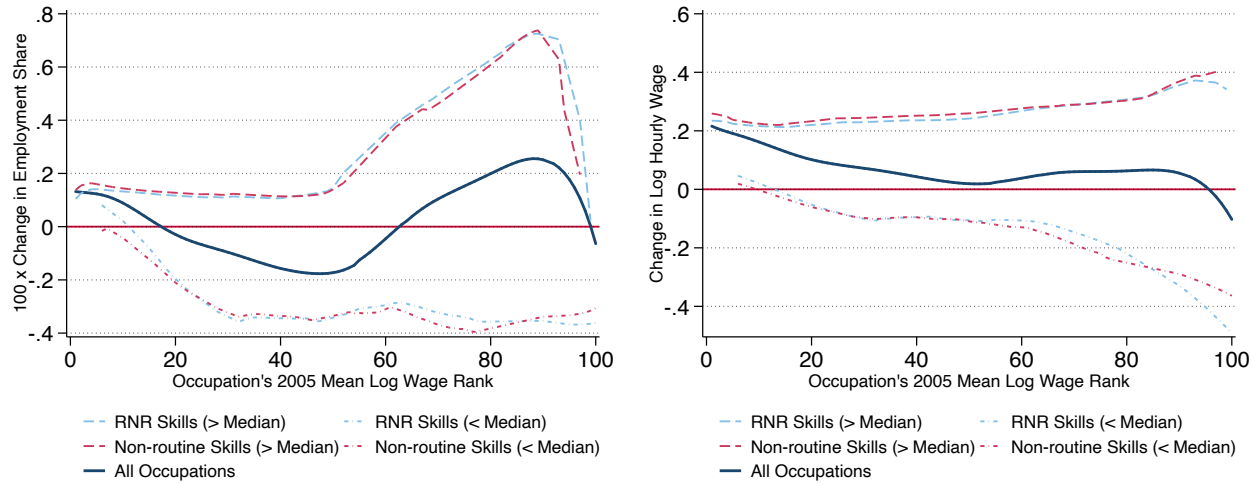 100 x Change in Employment Share
.8
.6
.4
.2
0
-.2
-.4
0 20 40 60 80 100
Occupation's 2005 Mean Log Wage Rank
RNR Skills (> Median) RNR Skills (< Median)
Non-routine Skills (> Median) Non-routine Skills (< Median)
All Occupations
Change in Log Hourly Wage
.6
.4
.2
0
-.2
-.4
0 20 40 60 80 100
Occupation's 2005 Mean Log Wage Rank
RNR Skills (> Median) RNR Skills (< Median)
Non-routine Skills (> Median) Non-routine Skills (< Median)
All Occupations